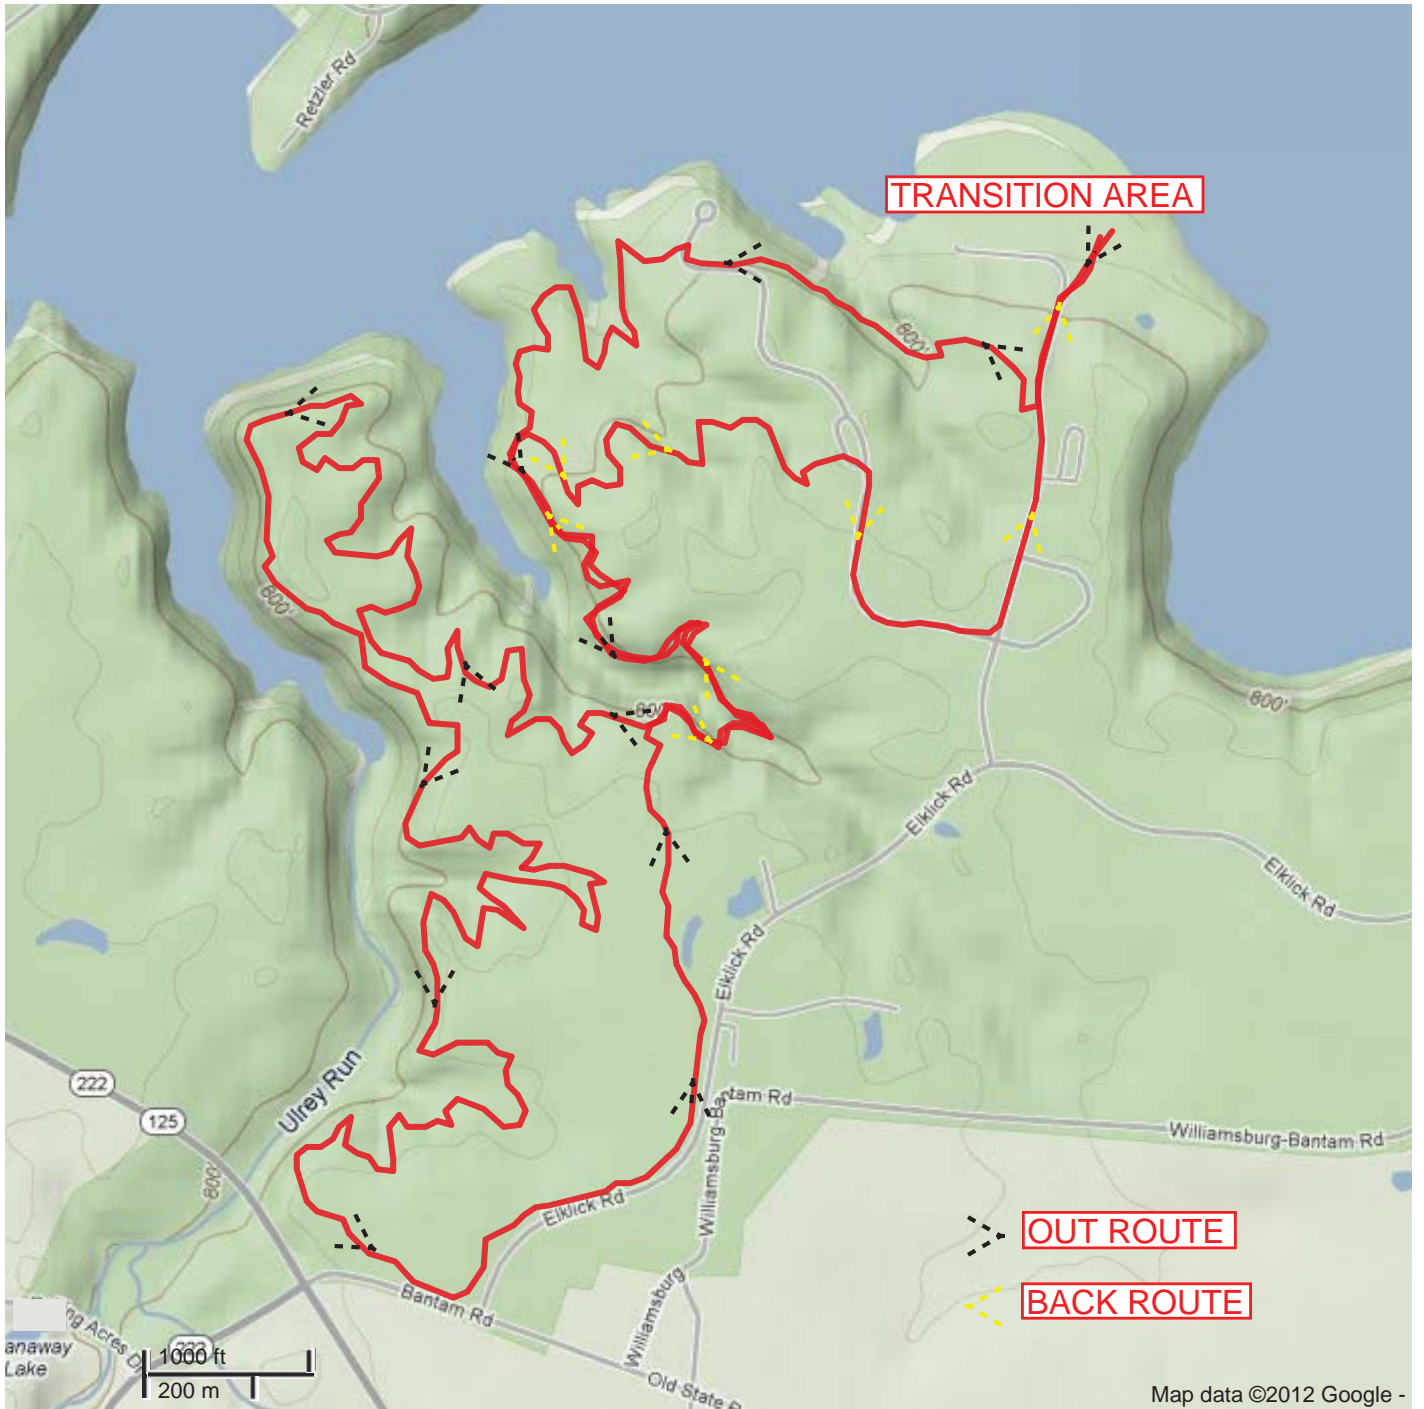 Retzler Rd
TRANSITION AREA
800'
800'
800'
800'
Elklick Rd
Elklick Rd
Elklick Rd
222
125
Ulrey Run
Williamsburg-Bantam Rd
Williamsburg-Bantam Rd
800'
Elklick Rd
OUT ROUTE
BACK ROUTE
Bantam Rd
Williamsburg
Acres
anaway
Lake
222
1000 ft
200 m
Old State
Map data ©2012 Google -